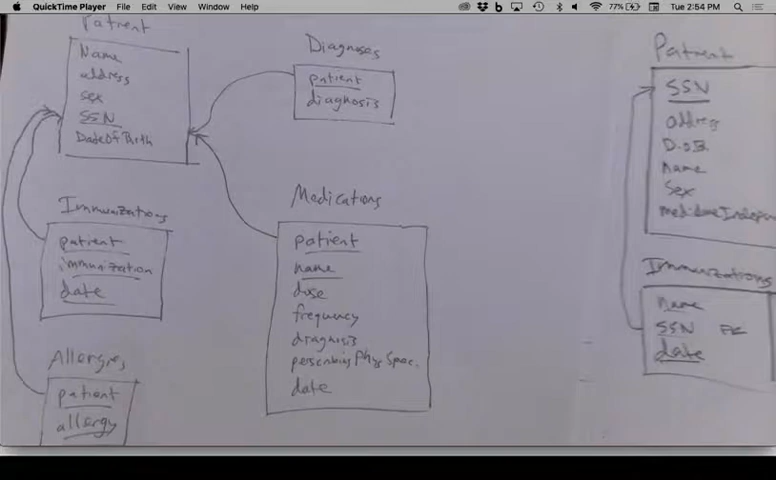 QuickTime Player File Edit View Window Help
77% Tue 2:54 PM
Patient
Name
address
sex
SSN
DateOfBirth
Diagnoses
patient
diagnosis
Immunizations
patient
immunization
date
Medications
patient
name
dose
frequency
diagnosis
date
Allergies
patient
allergy
Patient
SSN
address
D.O.B
name
sex
Immunizations
name
SSN FK
date